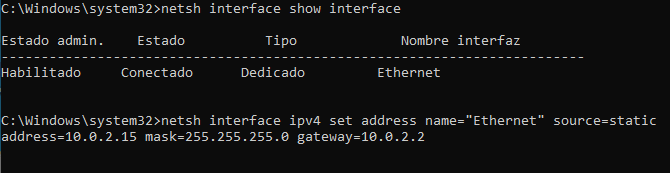 C:\Windows\system32>netsh interface show interface
Estado admin.    Estado         Tipo             Nombre interfaz
-------------------------------------------------------------------------
Habilitado     Conectado      Dedicado         Ethernet
C:\Windows\system32>netsh interface ipv4 set address name="Ethernet" source=static
address=10.0.2.15 mask=255.255.255.0 gateway=10.0.2.2